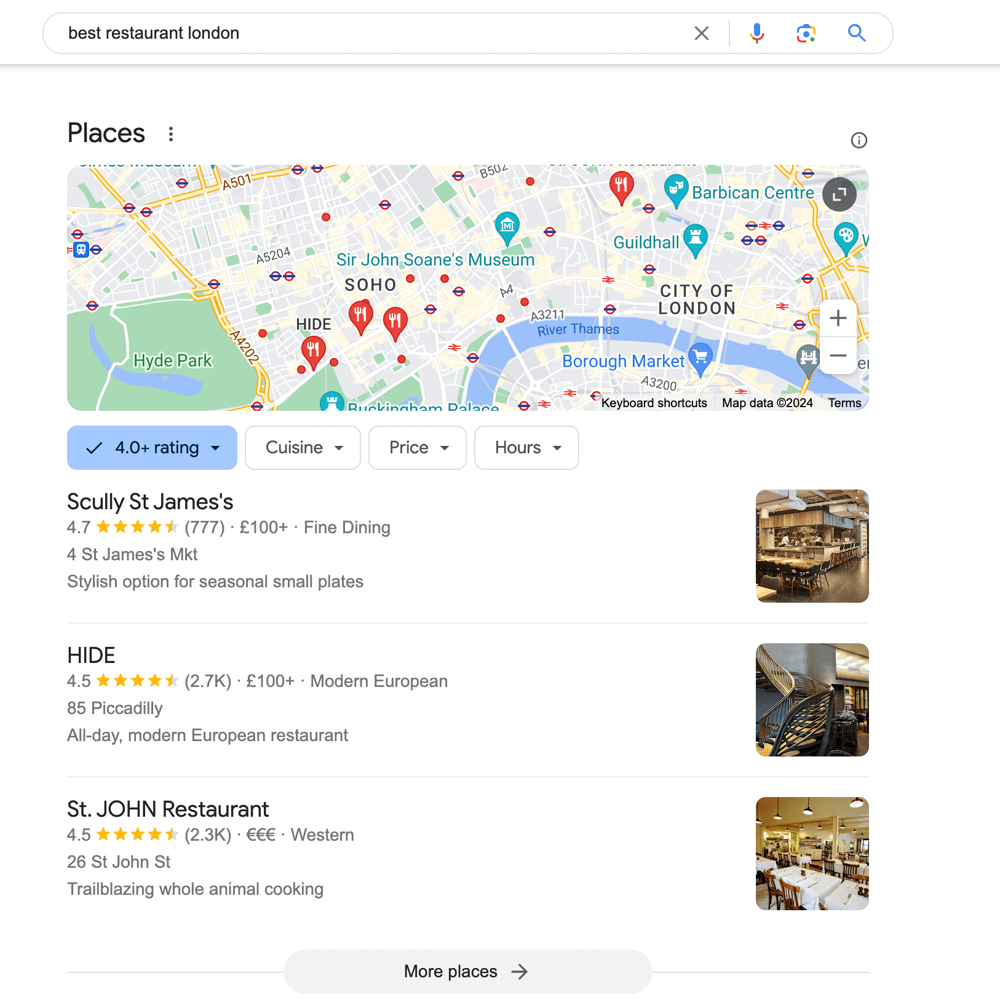 best restaurant london
Places
A501
B502
Barbican Centre
Guildhall
A5204
Sir John Soane's Museum
SOHO
A4
CITY OF
LONDON
HIDE
A3211
River Thames
A4202
Hyde Park
Borough Market
A3200
Buckingham Palace
Keyboard shortcuts Map data ©2024 Terms
4.0+ rating Cuisine Price Hours
Scully St James's
4.7 (777) · £100+ · Fine Dining
4 St James's Mkt
Stylish option for seasonal small plates
HIDE
4.5 (2.7K) · £100+ · Modern European
85 Piccadilly
All-day, modern European restaurant
St. JOHN Restaurant
4.5 (2.3K) · €€€ · Western
26 St John St
Trailblazing whole animal cooking
More places